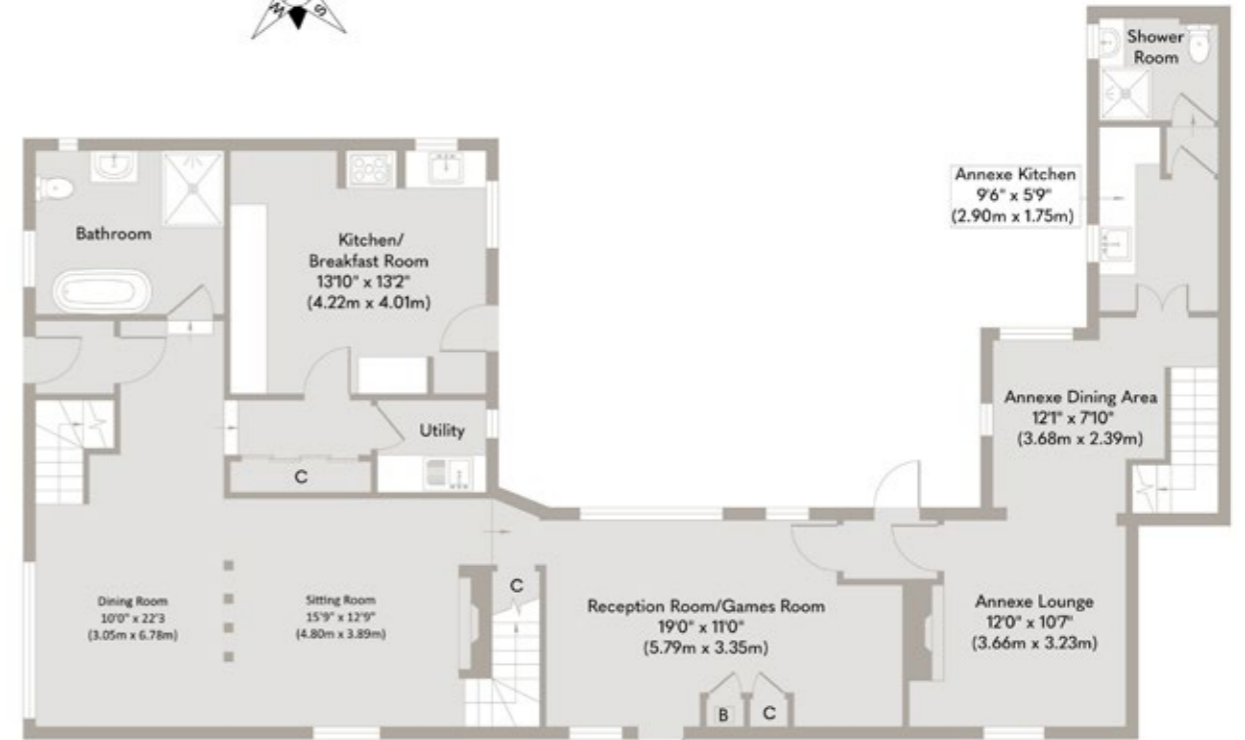 W
S
Shower
Room
Annexe Kitchen
9'6" x 5'9"
(2.90m x 1.75m)
Bathroom
Kitchen/
Breakfast Room
13'10" x 13'2"
(4.22m x 4.01m)
Annexe Dining Area
12'1" x 7'10"
(3.68m x 2.39m)
Utility
C
C
Dining Room
10'0" x 22'3
(3.05m x 6.78m)
Sitting Room
15'9" x 12'9"
(4.80m x 3.89m)
Reception Room/Games Room
19'0" x 11'0"
(5.79m x 3.35m)
Annexe Lounge
12'0" x 10'7"
(3.66m x 3.23m)
B
C